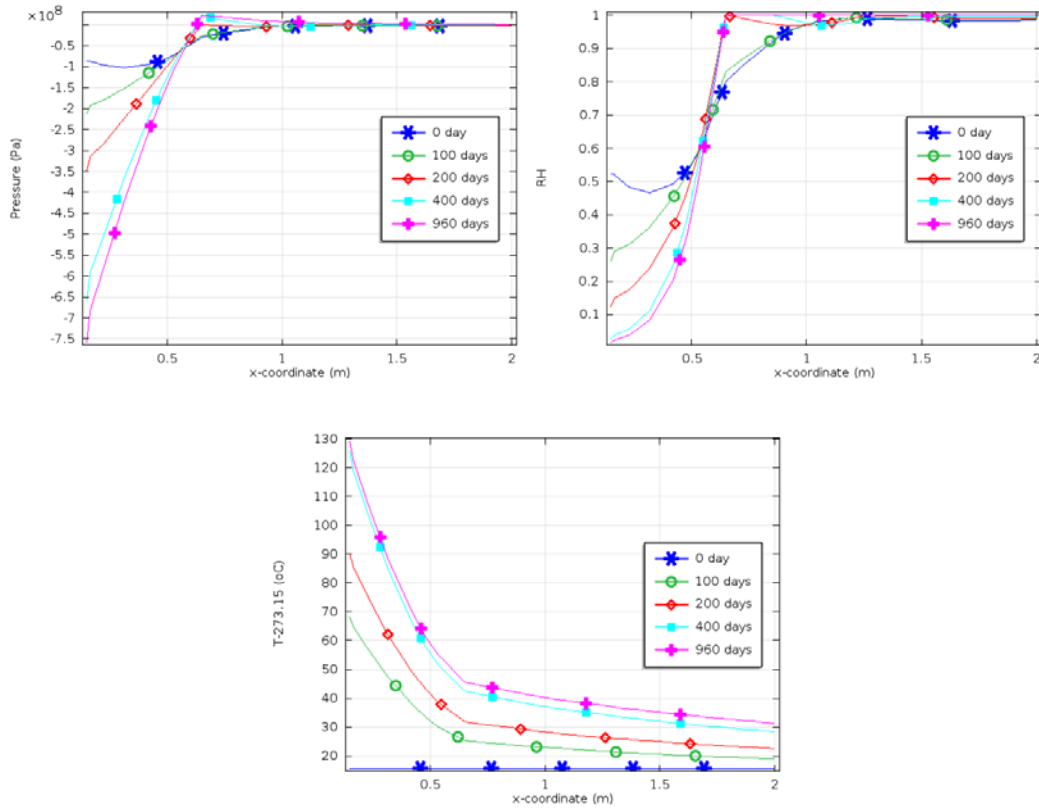 ×10⁸
-0.5
-1
-1.5
-2
-2.5
-3
-3.5
-4
-4.5
-5
-5.5
-6
-6.5
-7
-7.5
Pressure (Pa)
0 day
100 days
200 days
400 days
960 days
0.5
1
1.5
2
x-coordinate (m)
1
0.9
0.8
0.7
0.6
0.5
0.4
0.3
0.2
0.1
RH
0 day
100 days
200 days
400 days
960 days
0.5
1
1.5
2
x-coordinate (m)
130
120
110
100
90
80
70
60
50
40
30
20
T-273.15 (oC)
0 day
100 days
200 days
400 days
960 days
0.5
1
1.5
2
x-coordinate (m)